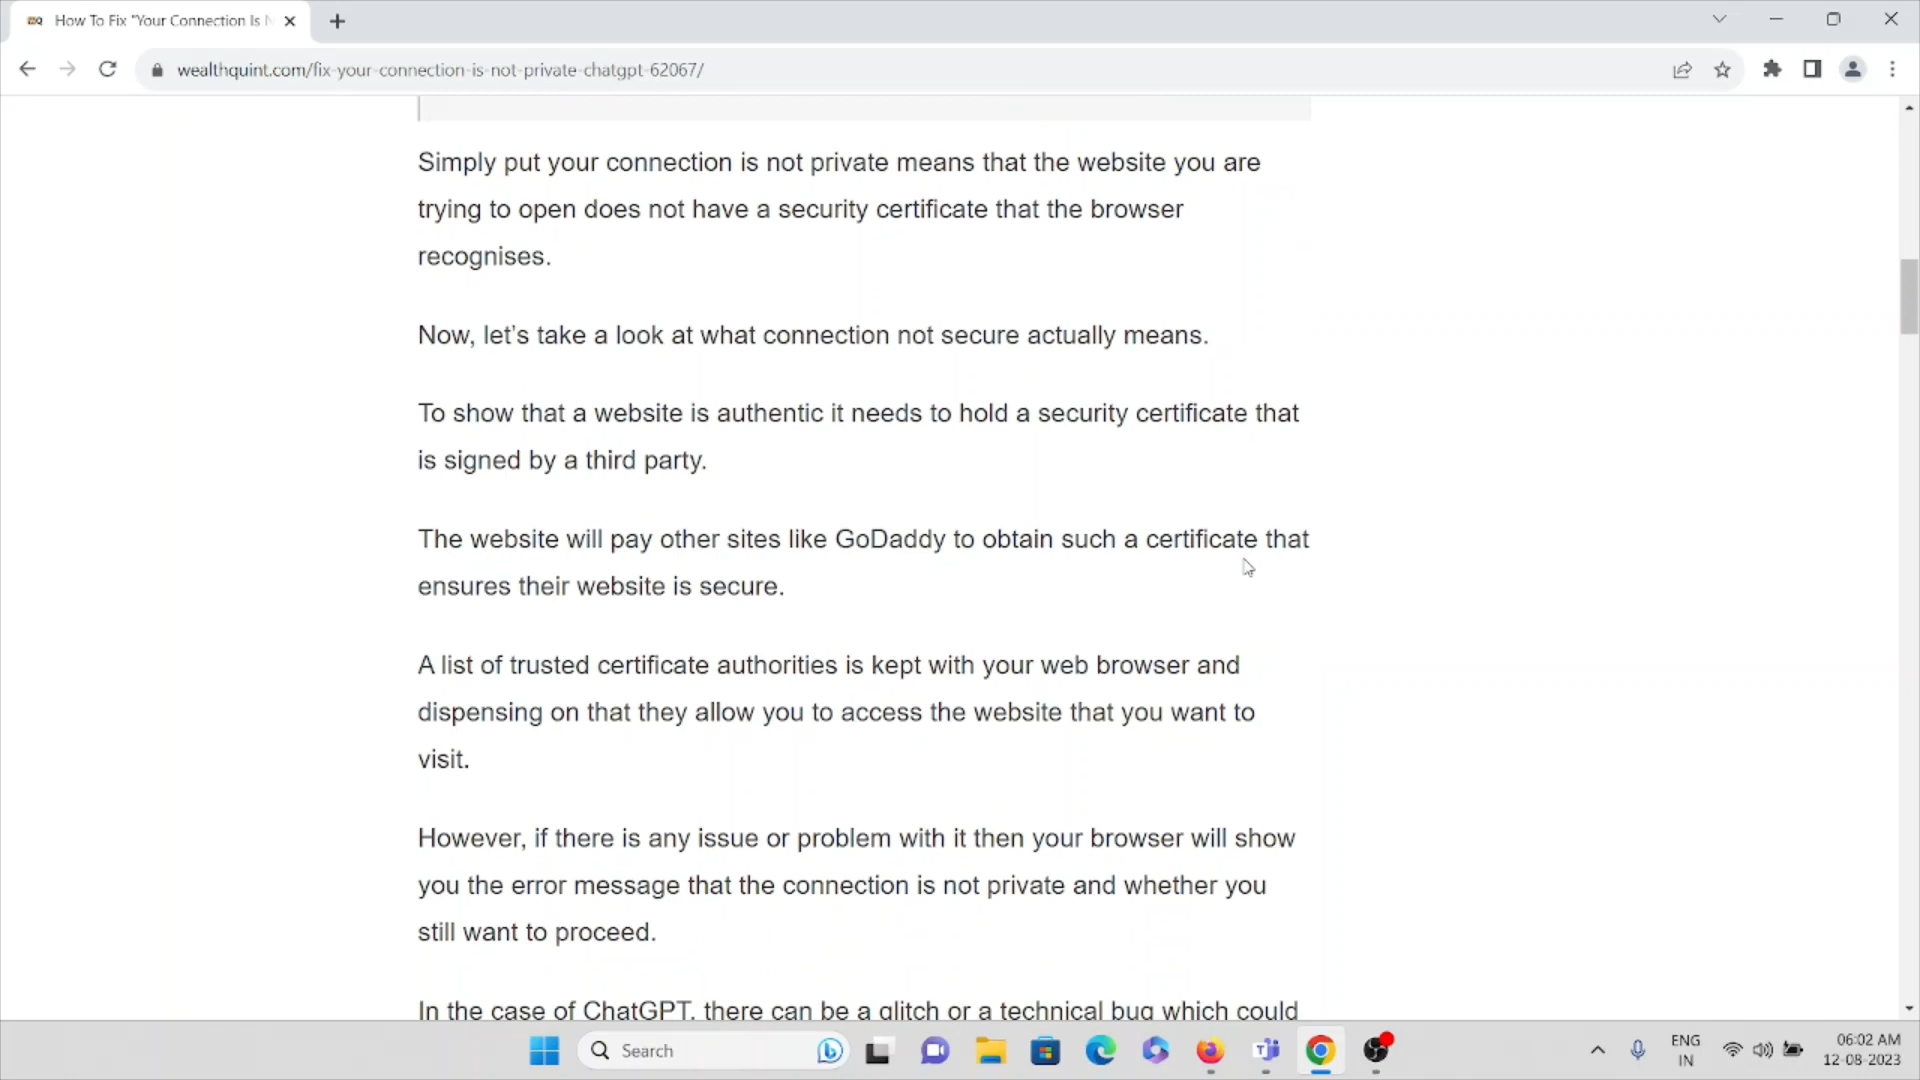 How To Fix "Your Connection Is N
wealthquint.com/fix-your-connection-is-not-private-chatgpt-62067/
Simply put your connection is not private means that the website you are
trying to open does not have a security certificate that the browser
recognises.
Now, let’s take a look at what connection not secure actually means.
To show that a website is authentic it needs to hold a security certificate that
is signed by a third party.
The website will pay other sites like GoDaddy to obtain such a certificate that
ensures their website is secure.
A list of trusted certificate authorities is kept with your web browser and
dispensing on that they allow you to access the website that you want to
visit.
However, if there is any issue or problem with it then your browser will show
you the error message that the connection is not private and whether you
still want to proceed.
In the case of ChatGPT, there can be a glitch or a technical bug which could
Search
ENG
IN
06:02 AM
12-08-2023